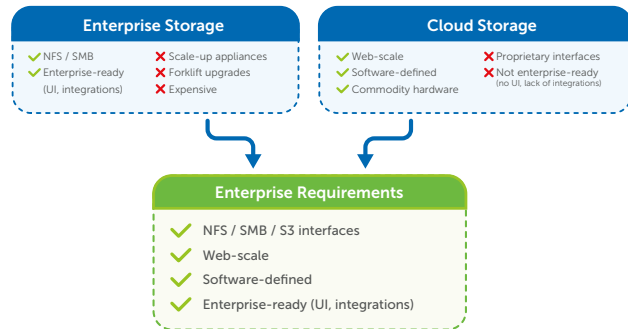 Enterprise Storage
NFS / SMB
Enterprise-ready
(UI, integrations)
Scale-up appliances
Forklift upgrades
Expensive
Cloud Storage
Web-scale
Software-defined
Commodity hardware
Proprietary interfaces
Not enterprise-ready
(no UI, lack of integrations)
Enterprise Requirements
NFS / SMB / S3 interfaces
Web-scale
Software-defined
Enterprise-ready (UI, integrations)